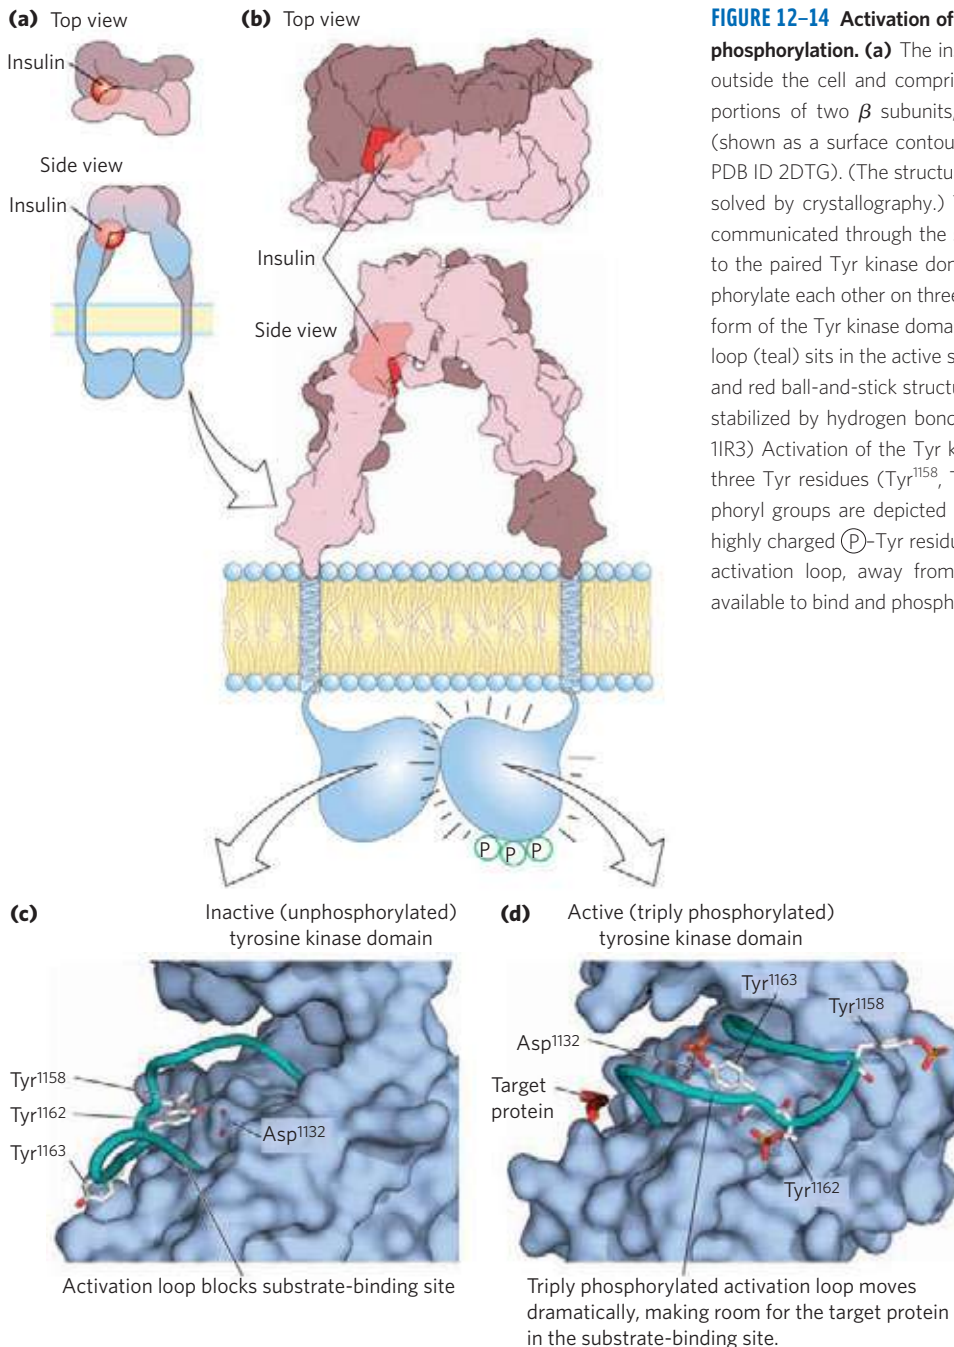 (a) Top view
Insulin
Side view
Insulin
(b) Top view
Insulin
Side view
P P P
FIGURE 12–14 Activation of
phosphorylation. (a) The in
outside the cell and compri
portions of two β subunits,
(shown as a surface contou
PDB ID 2DTG). (The structur
solved by crystallography.)
communicated through the
to the paired Tyr kinase don
phorylate each other on three
form of the Tyr kinase doma
loop (teal) sits in the active s
and red ball-and-stick structu
stabilized by hydrogen bond
1IR3) Activation of the Tyr k
three Tyr residues (Tyr1158,
phoryl groups are depicted
highly charged P–Tyr residu
activation loop, away from
available to bind and phosph
(c) Inactive (unphosphorylated)
tyrosine kinase domain
Tyr1158
Tyr1162
Tyr1163
Asp1132
Activation loop blocks substrate-binding site
(d) Active (triply phosphorylated)
tyrosine kinase domain
Tyr1163
Tyr1158
Asp1132
Target
protein
Tyr1162
Triply phosphorylated activation loop moves
dramatically, making room for the target protein
in the substrate-binding site.